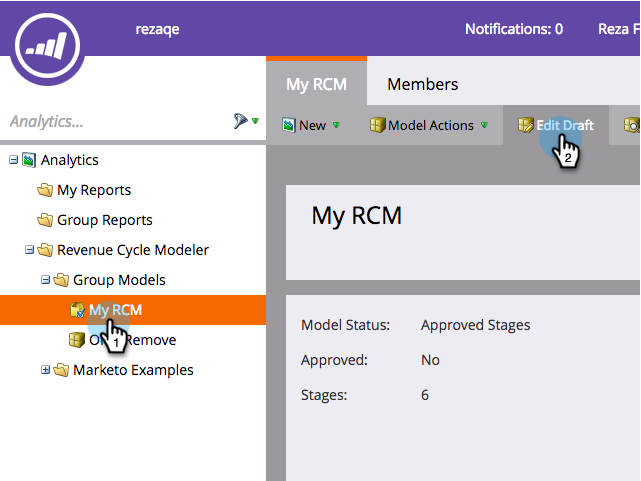 rezaqe
Notifications: 0
Reza F
Analytics...
My RCM
Members
New
Model Actions
Edit Draft
2
Analytics
My Reports
Group Reports
Revenue Cycle Modeler
Group Models
My RCM
1
Remove
Marketo Examples
My RCM
Model Status: Approved Stages
Approved: No
Stages: 6